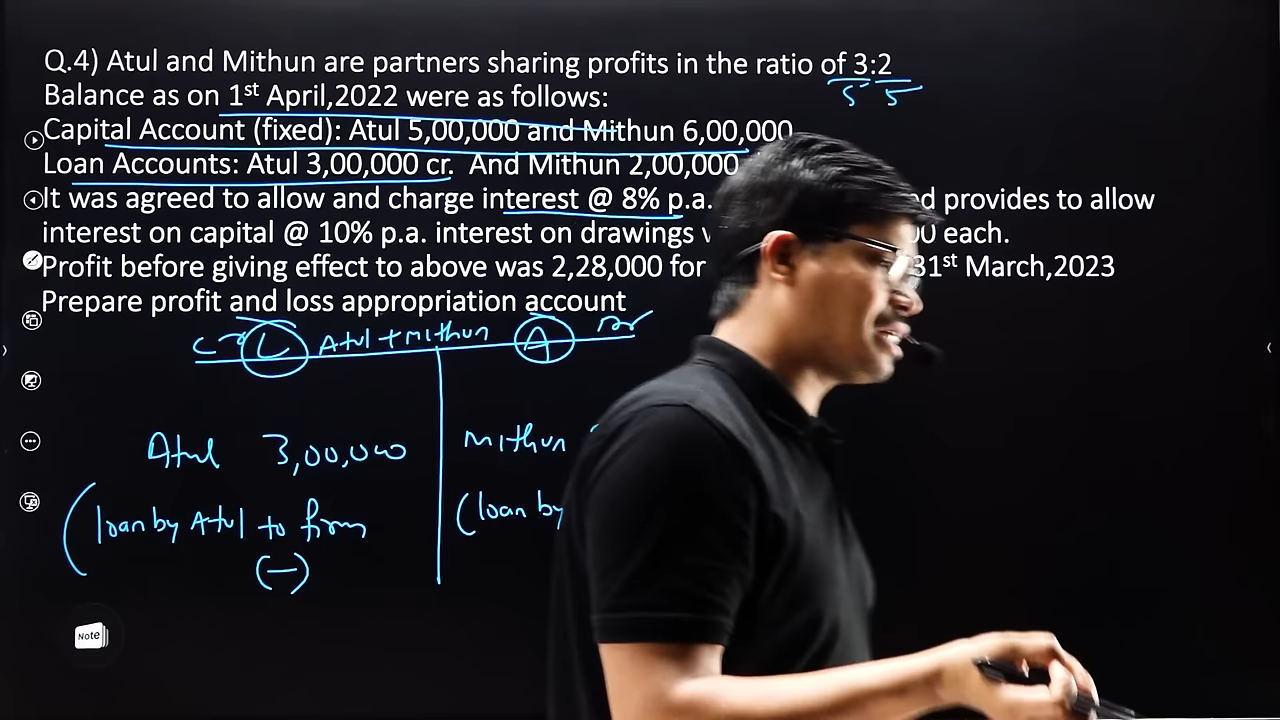 Q.4) Atul and Mithun are partners sharing profits in the ratio of 3:2
5 5
Balance as on 1st April,2022 were as follows:
Capital Account (fixed): Atul 5,00,000 and Mithun 6,00,000
Loan Accounts: Atul 3,00,000 cr. And Mithun 2,00,000
It was agreed to allow and charge interest @ 8% p.a. provides to allow
interest on capital @ 10% p.a. interest on drawings each.
Profit before giving effect to above was 2,28,000 for 31st March,2023
Prepare profit and loss appropriation account
L Atul + Mithun A Dr
Atul 3,00,000 Mithun
(loan by Atul to firm (loan by
(-)
Note